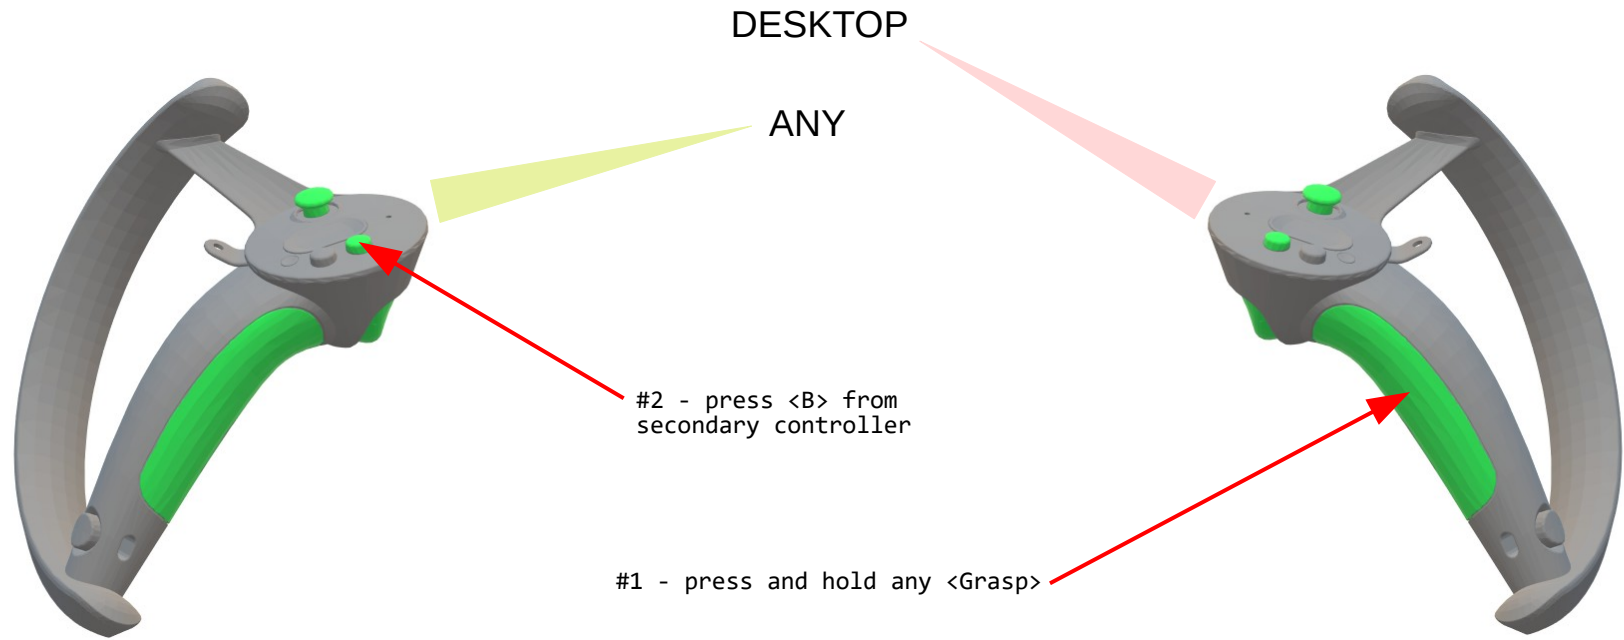 DESKTOP
ANY
#2 - press <B> from
secondary controller
#1 - press and hold any <Grasp>